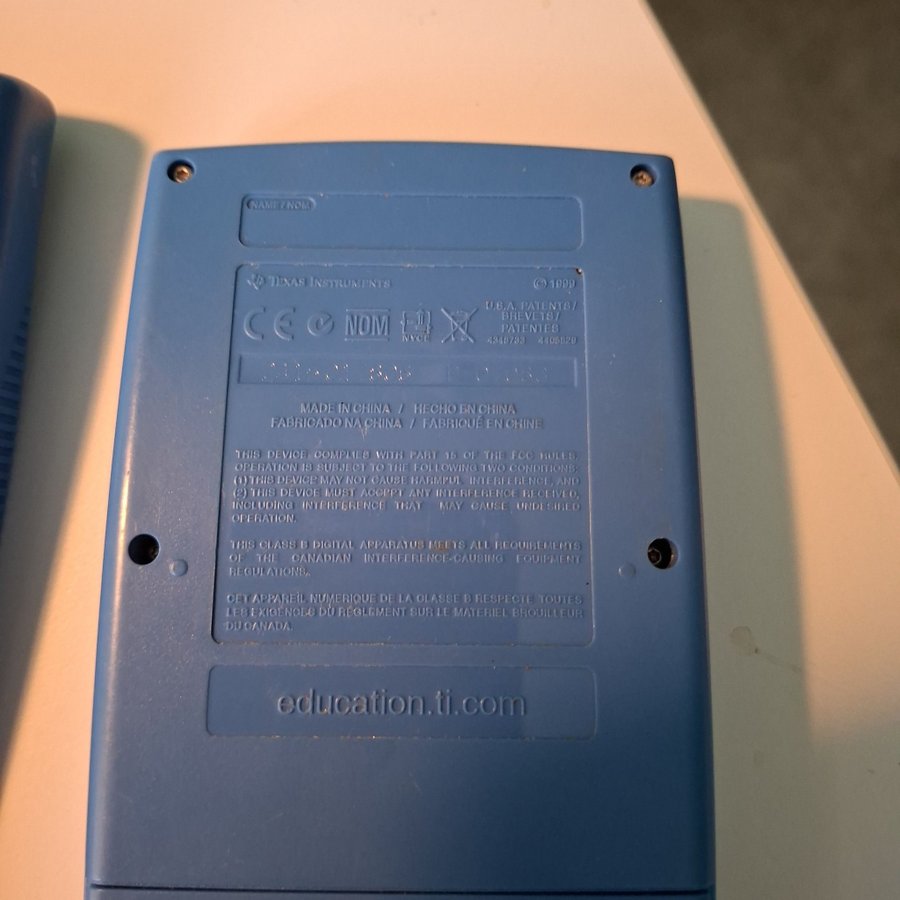 NAME / NOM
TEXAS INSTRUMENTS
© 1999
CE
NOM
NYCE
U.S.A. PATENTS/
BREVETS/
PATENTES
4348733 4405829
MADE IN CHINA / HECHO EN CHINA
FABRICADO NA CHINA / FABRIQUÉ EN CHINE
THIS DEVICE COMPLIES WITH PART 15 OF THE FCC RULES.
OPERATION IS SUBJECT TO THE FOLLOWING TWO CONDITIONS:
(1) THIS DEVICE MAY NOT CAUSE HARMFUL INTERFERENCE, AND
(2) THIS DEVICE MUST ACCEPT ANY INTERFERENCE RECEIVED,
INCLUDING INTERFERENCE THAT MAY CAUSE UNDESIRED
OPERATION.
THIS CLASS B DIGITAL APPARATUS MEETS ALL REQUIREMENTS
OF THE CANADIAN INTERFERENCE-CAUSING EQUIPMENT
REGULATIONS.
CET APPAREIL NUMERIQUE DE LA CLASSE B RESPECTE TOUTES
LES EXIGENCES DU RÉGLEMENT SUR LE MATERIEL BROUILLEUR
DU CANADA.
education.ti.com